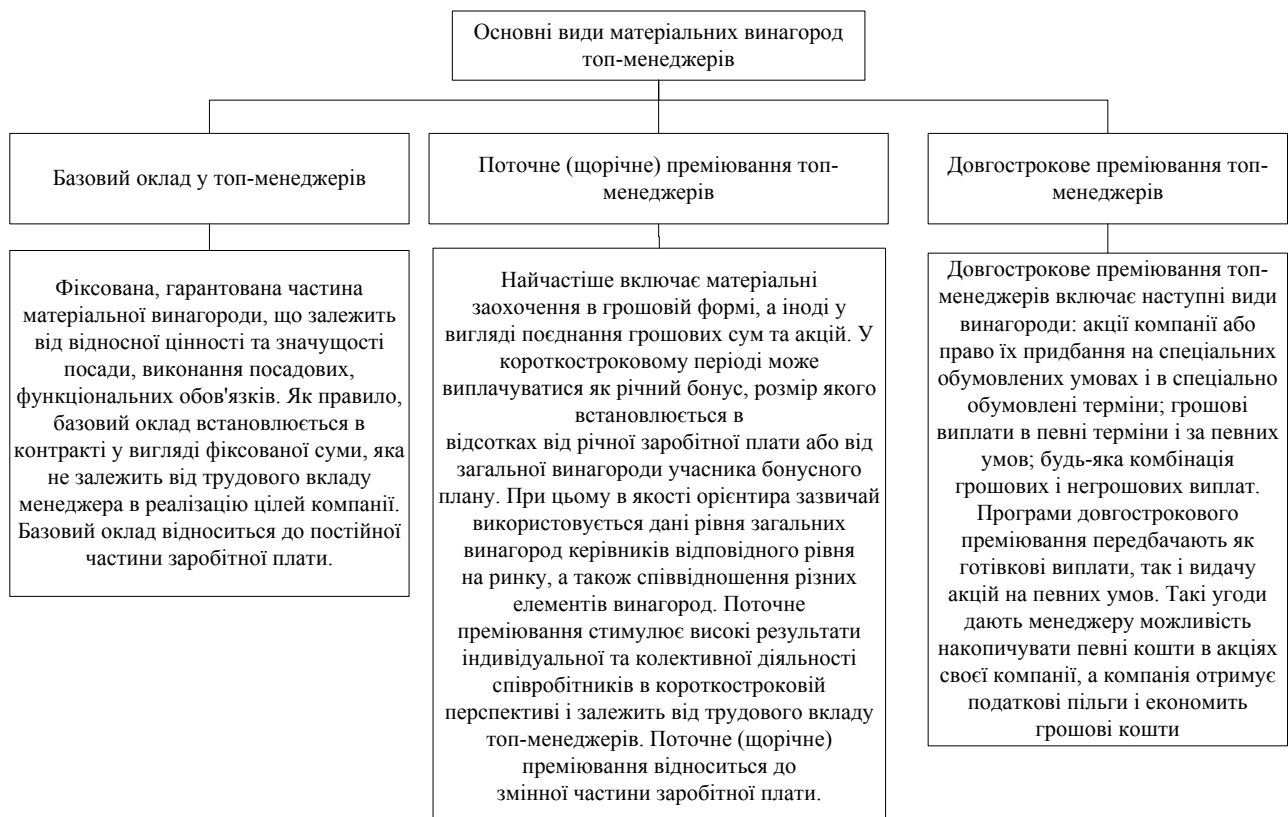 Основні види матеріальних винагород
топ-менеджерів
Базовий оклад у топ-менеджерів
Поточне (щорічне) преміювання топ-
менеджерів
Довгострокове преміювання топ-
менеджерів
Фіксована, гарантована частина
матеріальної винагороди, що залежить
від відносної цінності та значущості
посади, виконання посадових,
функціональних обов'язків. Як правило,
базовий оклад встановлюється в
контракті у вигляді фіксованої суми, яка
не залежить від трудового вкладу
менеджера в реалізацію цілей компанії.
Базовий оклад відноситься до постійної
частини заробітної плати.
Найчастіше включає матеріальні
заохочення в грошовій формі, а іноді у
вигляді поєднання грошових сум та акцій. У
короткостроковому періоді може
виплачуватися як річний бонус, розмір якого
встановлюється в
відсотках від річної заробітної плати або від
загальної винагороди учасника бонусного
плану. При цьому в якості орієнтира зазвичай
використовується дані рівня загальних
винагород керівників відповідного рівня
на ринку, а також співвідношення різних
елементів винагород. Поточне
преміювання стимулює високі результати
індивідуальної та колективної діяльності
співробітників в короткостроковій
перспективі і залежить від трудового вкладу
топ-менеджерів. Поточне (щорічне)
преміювання відноситься до
змінної частини заробітної плати.
Довгострокове преміювання топ-
менеджерів включає наступні види
винагороди: акції компанії або
право їх придбання на спеціальних
обумовлених умовах і в спеціально
обумовлені терміни; грошові
виплати в певні терміни і за певних
умов; будь-яка комбінація
грошових і негрошових виплат.
Програми довгострокового
преміювання передбачають як
готівкові виплати, так і видачу
акцій на певних умов. Такі угоди
дають менеджеру можливість
накопичувати певні кошти в акціях
своєї компанії, а компанія отримує
податкові пільги і економить
грошові кошти